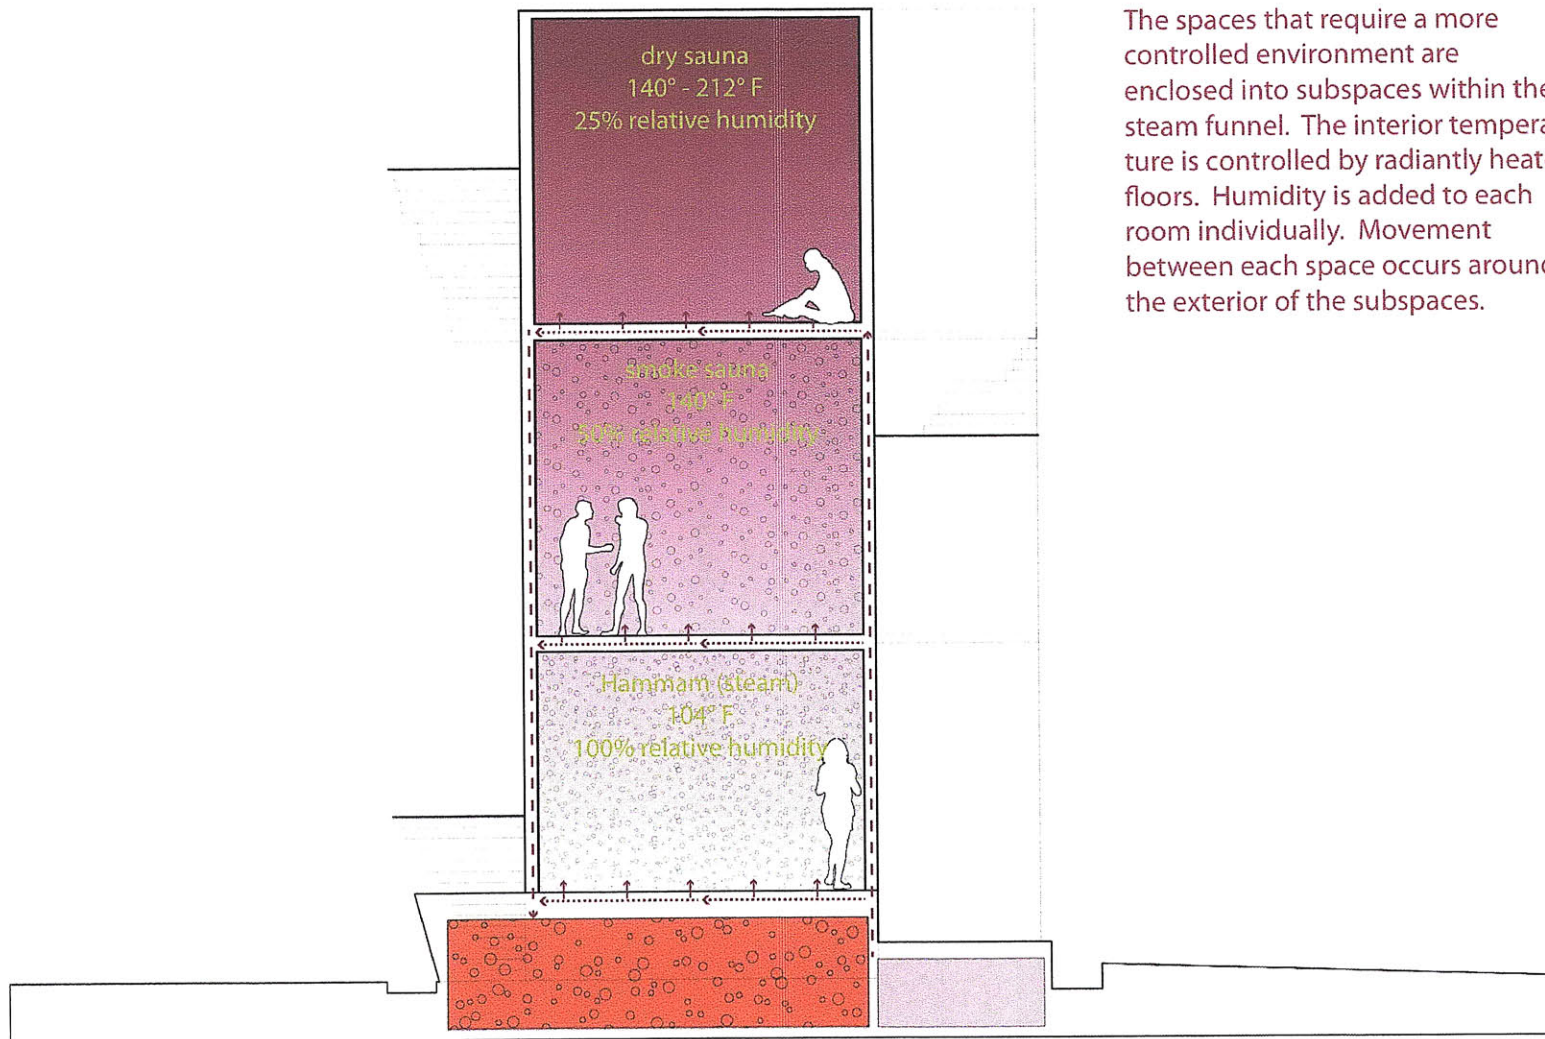 The spaces that require a more
controlled environment are
enclosed into subspaces within the
steam funnel. The interior tempera
ture is controlled by radiantly heat
floors. Humidity is added to each
room individually. Movement
between each space occurs around
the exterior of the subspaces.
dry sauna
140° - 212° F
25% relative humidity
smoke sauna
140° F
50% relative humidity
Hammam (steam)
104° F
100% relative humidity